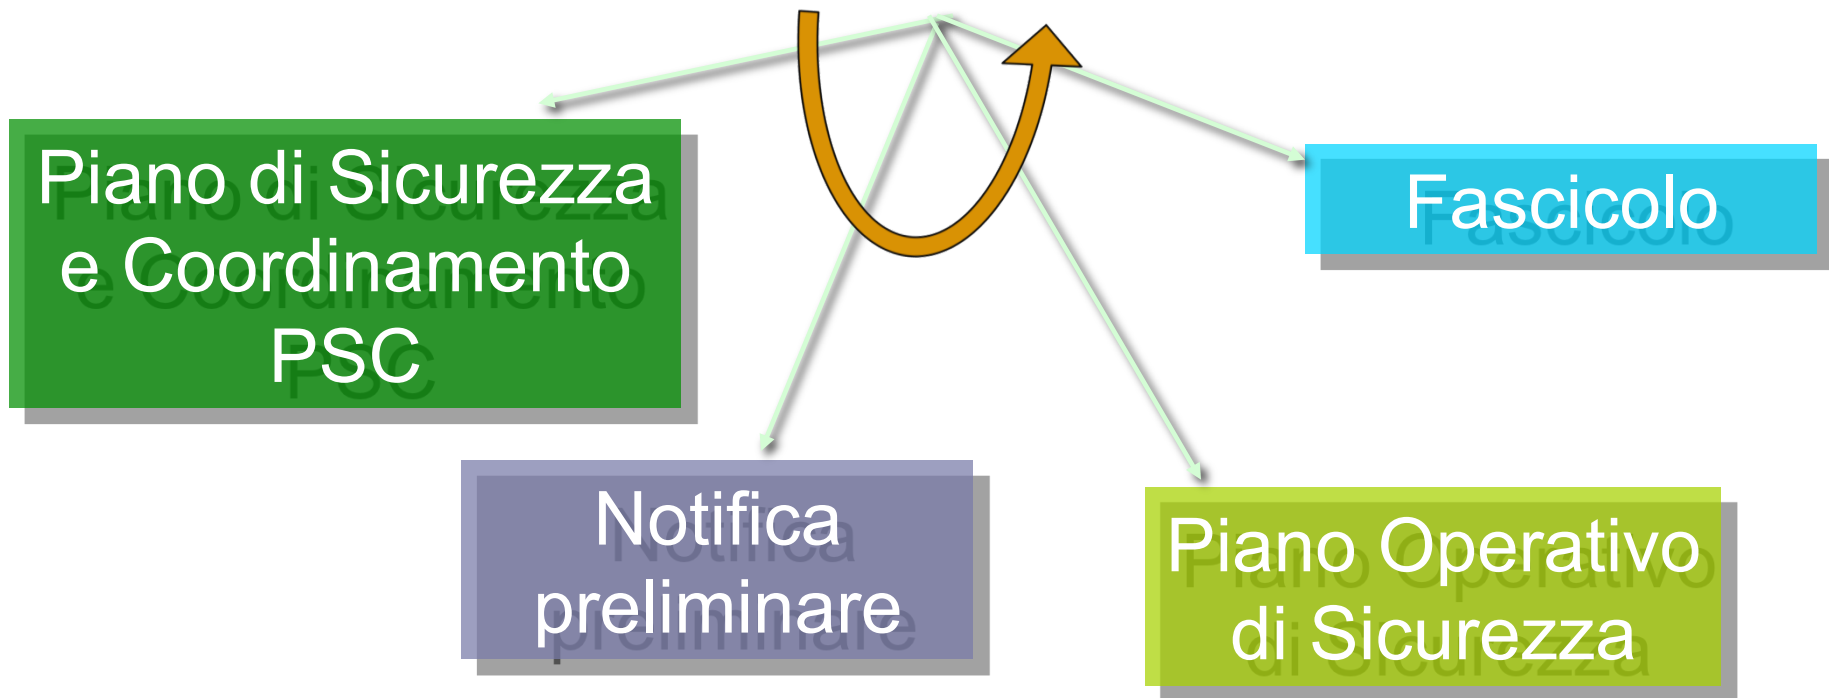 Piano di Sicurezza
e Coordinamento
PSC
Fascicolo
Notifica
preliminare
Piano Operativo
di Sicurezza